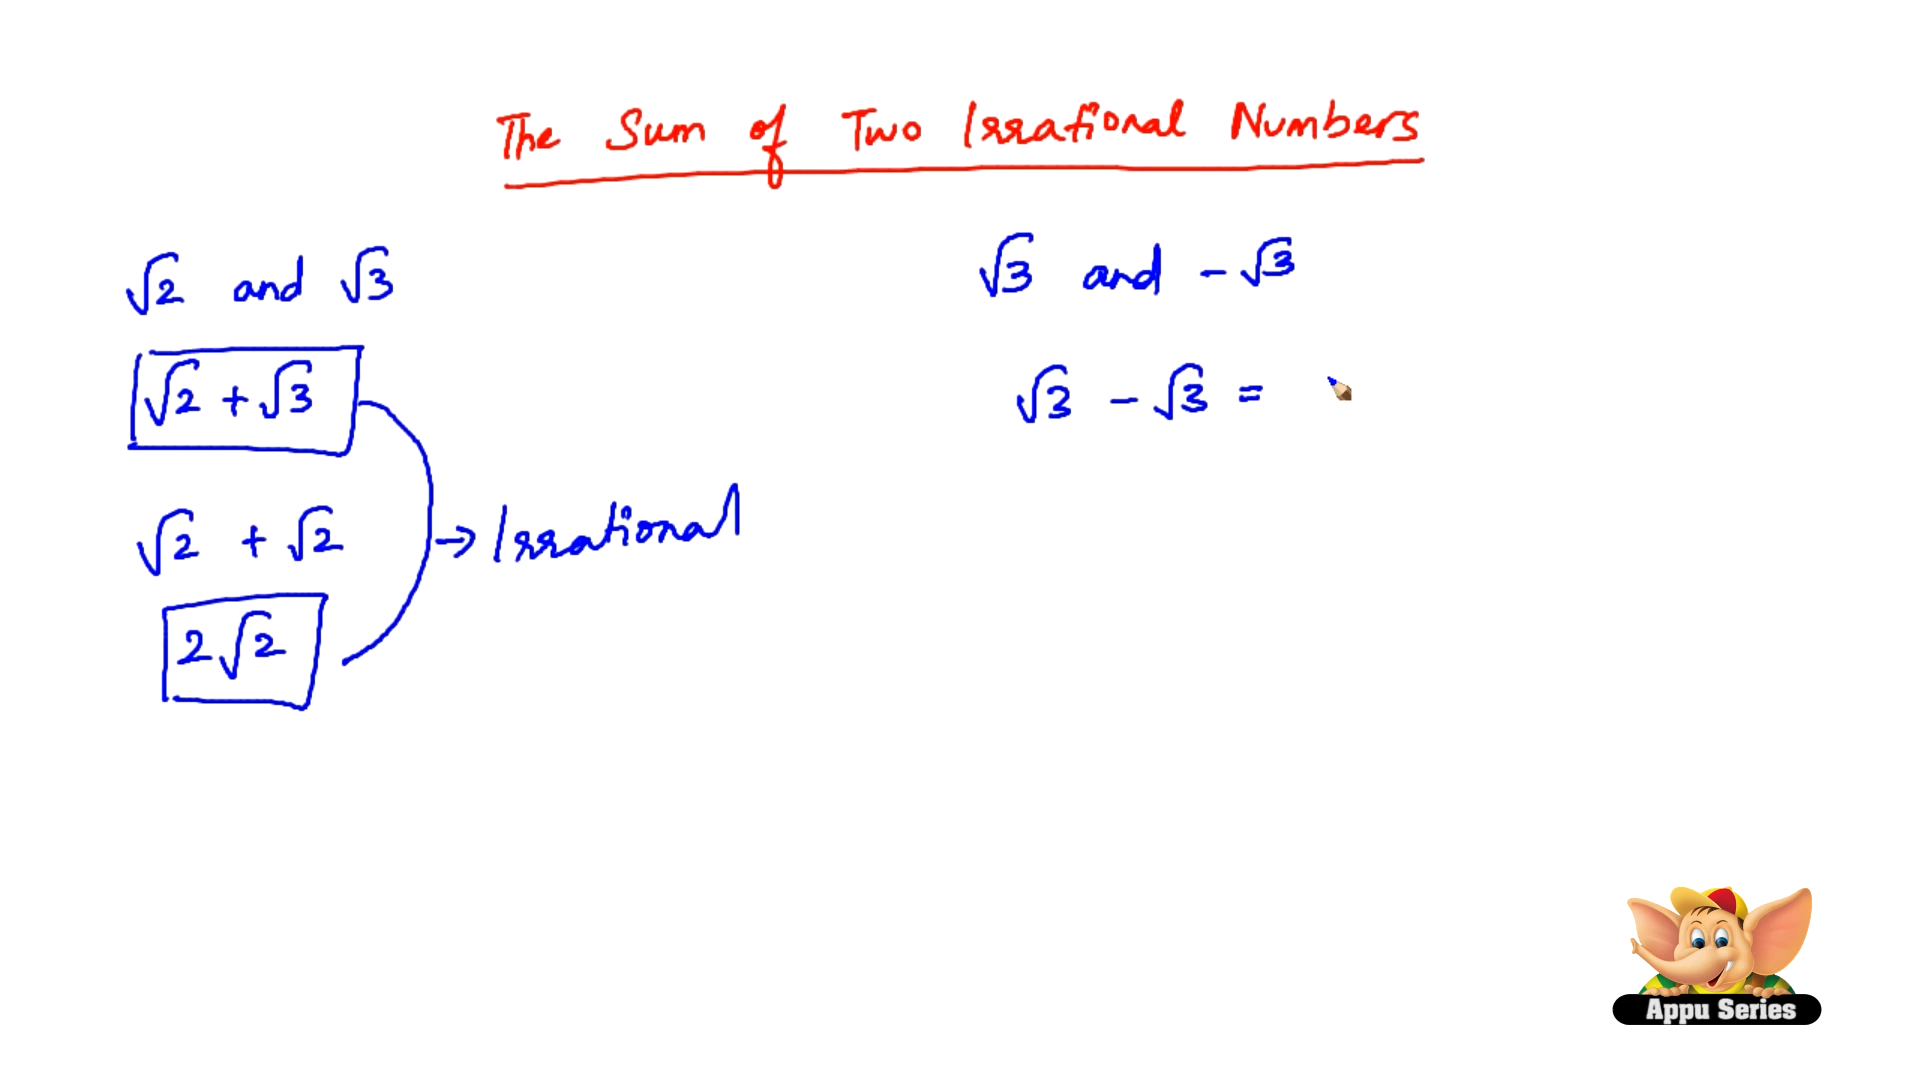 The Sum of Two Irrational Numbers
√2 and √3
√2 + √3
√2 + √2
2√2
→ Irrational
√3 and - √3
√3 - √3 =
Appu Series